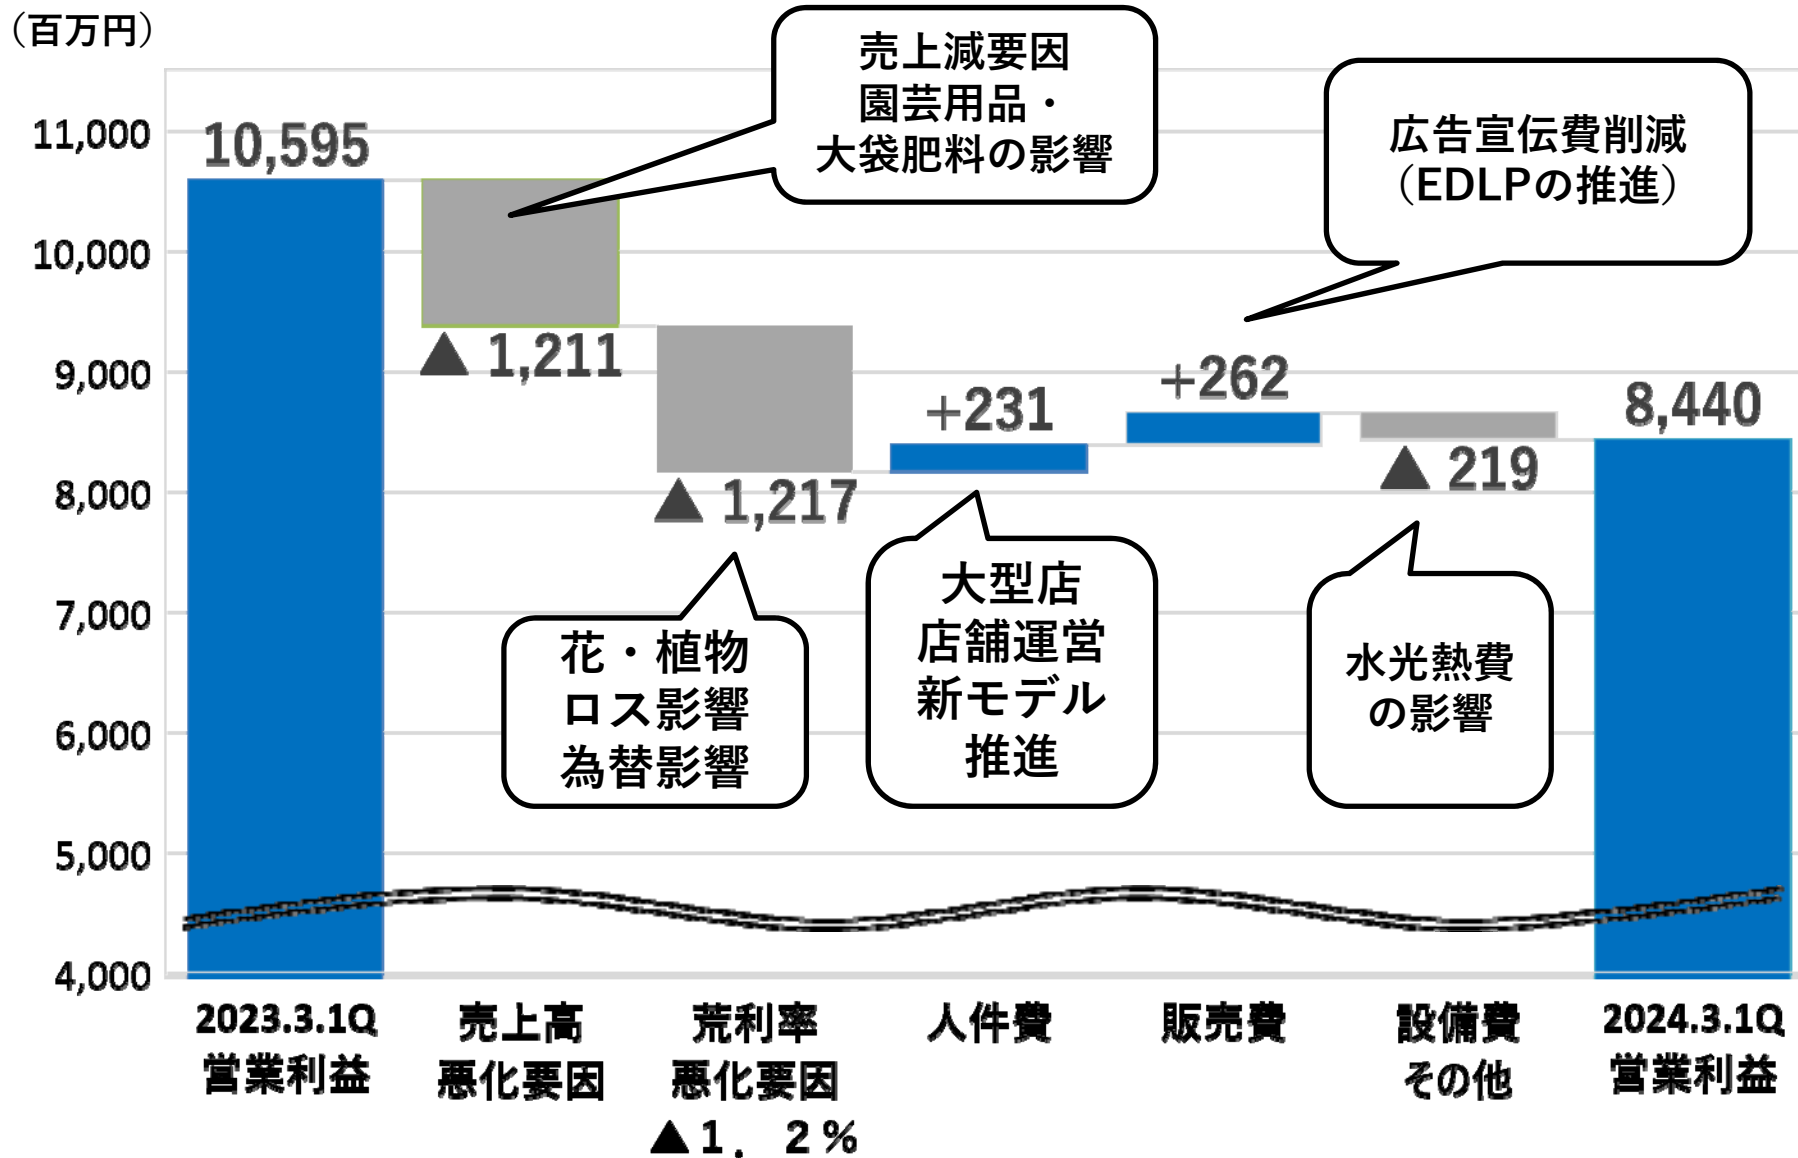 （百万円）
売上減要因
園芸用品・
大袋肥料の影響
広告宣伝費削減
（EDLPの推進）
11,000
10,000
9,000
8,000
7,000
6,000
5,000
4,000
10,595
▲ 1,211
▲ 1,217
+231
+262
▲ 219
8,440
花・植物
ロス影響
為替影響
大型店
店舗運営
新モデル
推進
水光熱費
の影響
2023.3.1Q
営業利益
売上高
悪化要因
荒利率
悪化要因
▲１．２％
人件費
販売費
設備費
その他
2024.3.1Q
営業利益